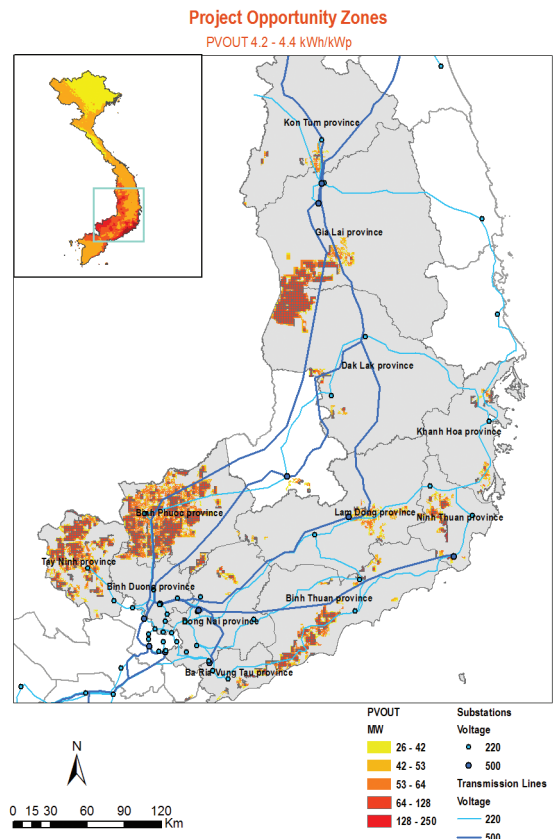 Project Opportunity Zones
PVOUT 4.2 - 4.4 kWh/kWp
Kon Tum province
Gia Lai province
Dak Lak province
Khanh Hoa province
Binh Phuoc province
Lam Dong province
Ninh Thuan province
Tay Ninh province
Binh Duong province
Binh Thuan province
Dong Nai province
Ba Ria Vung Tau province
PVOUT
MW
26 - 42
42 - 53
53 - 64
64 - 128
128 - 250
Substations
Voltage
220
500
Transmission Lines
Voltage
220
500
N
0 15 30 60 90 120
Km